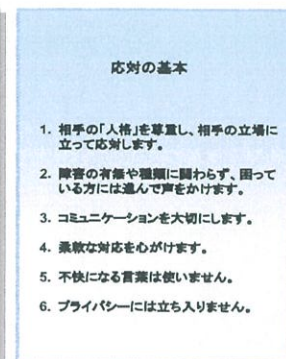 応対の基本
1. 相手の「人格」を尊重し、相手の立場に
立って応対します。
2. 障害の有無や種類に関わらず、困って
いる方には進んで声をかけます。
3. コミュニケーションを大切にします。
4. 柔軟な対応を心がけます。
5. 不快になる言葉は使いません。
6. プライバシーには立ち入りません。